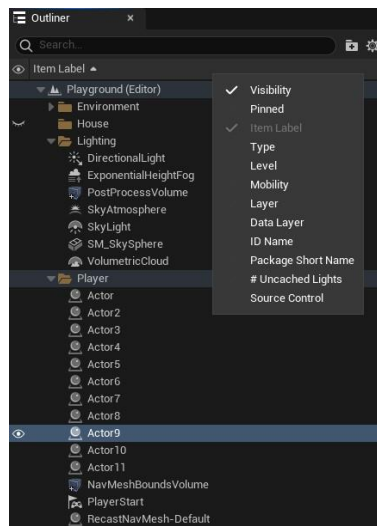 Outliner
Search...
Item Label
Playground (Editor)
Environment
House
Lighting
DirectionalLight
ExponentialHeightFog
PostProcessVolume
SkyAtmosphere
SkyLight
SM_SkySphere
VolumetricCloud
Player
Actor
Actor2
Actor3
Actor4
Actor5
Actor6
Actor7
Actor8
Actor9
Actor10
Actor11
NavMeshBoundsVolume
PlayerStart
RecastNavMesh-Default
Visibility
Pinned
Item Label
Type
Level
Mobility
Layer
Data Layer
ID Name
Package Short Name
# Uncached Lights
Source Control